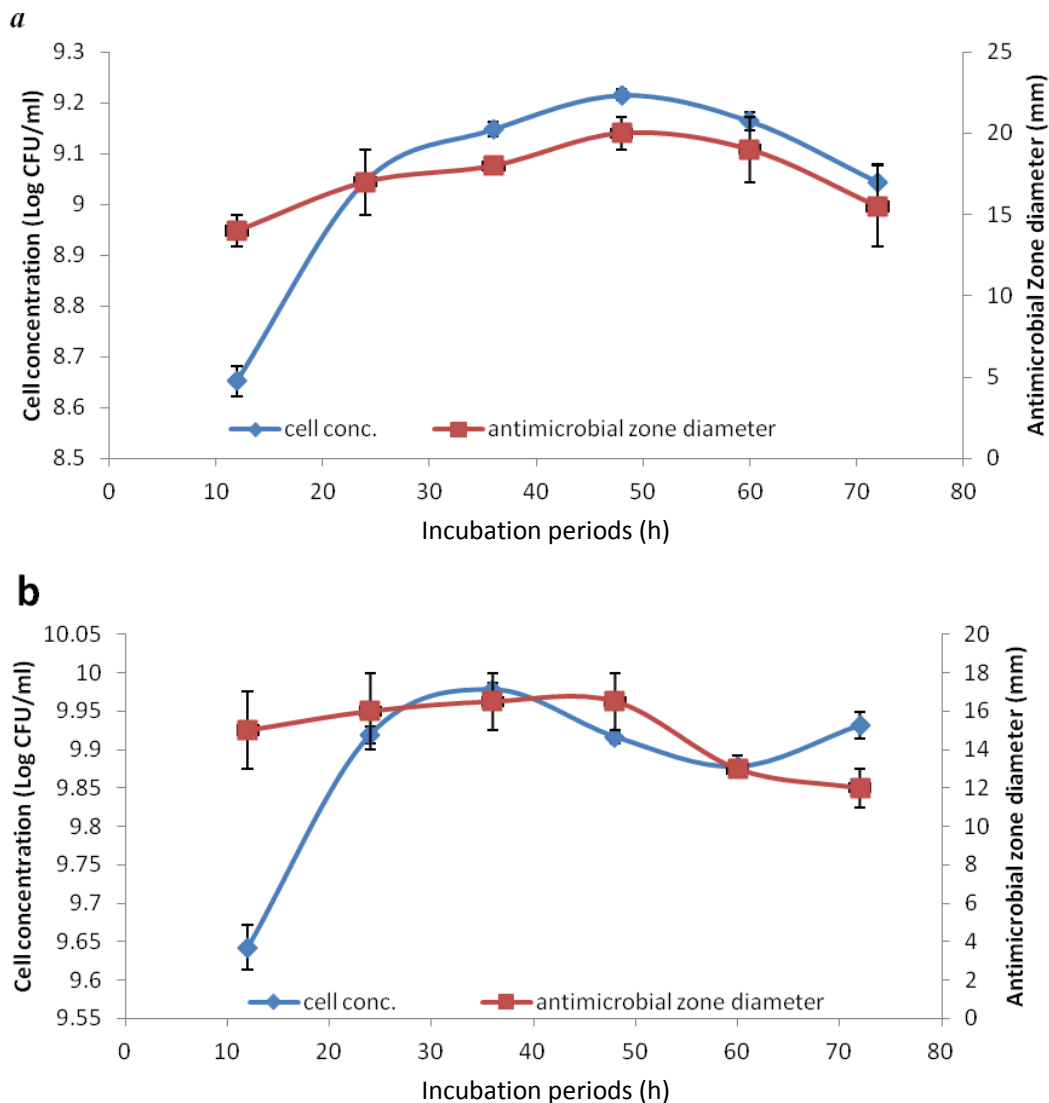 a
Cell concentration (Log CFU/ml)
9.3
9.2
9.1
9
8.9
8.8
8.7
8.6
8.5
25
20
15
10
5
0
Antimicrobial Zone diameter (mm)
cell conc.
antimicrobial zone diameter
0 10 20 30 40 50 60 70 80
Incubation periods (h)
b
Cell concentration (Log CFU/ml)
10.05
10
9.95
9.9
9.85
9.8
9.75
9.7
9.65
9.6
9.55
20
18
16
14
12
10
8
6
4
2
0
Antimicrobial zone diameter (mm)
cell conc.
antimicrobial zone diameter
0 10 20 30 40 50 60 70 80
Incubation periods (h)